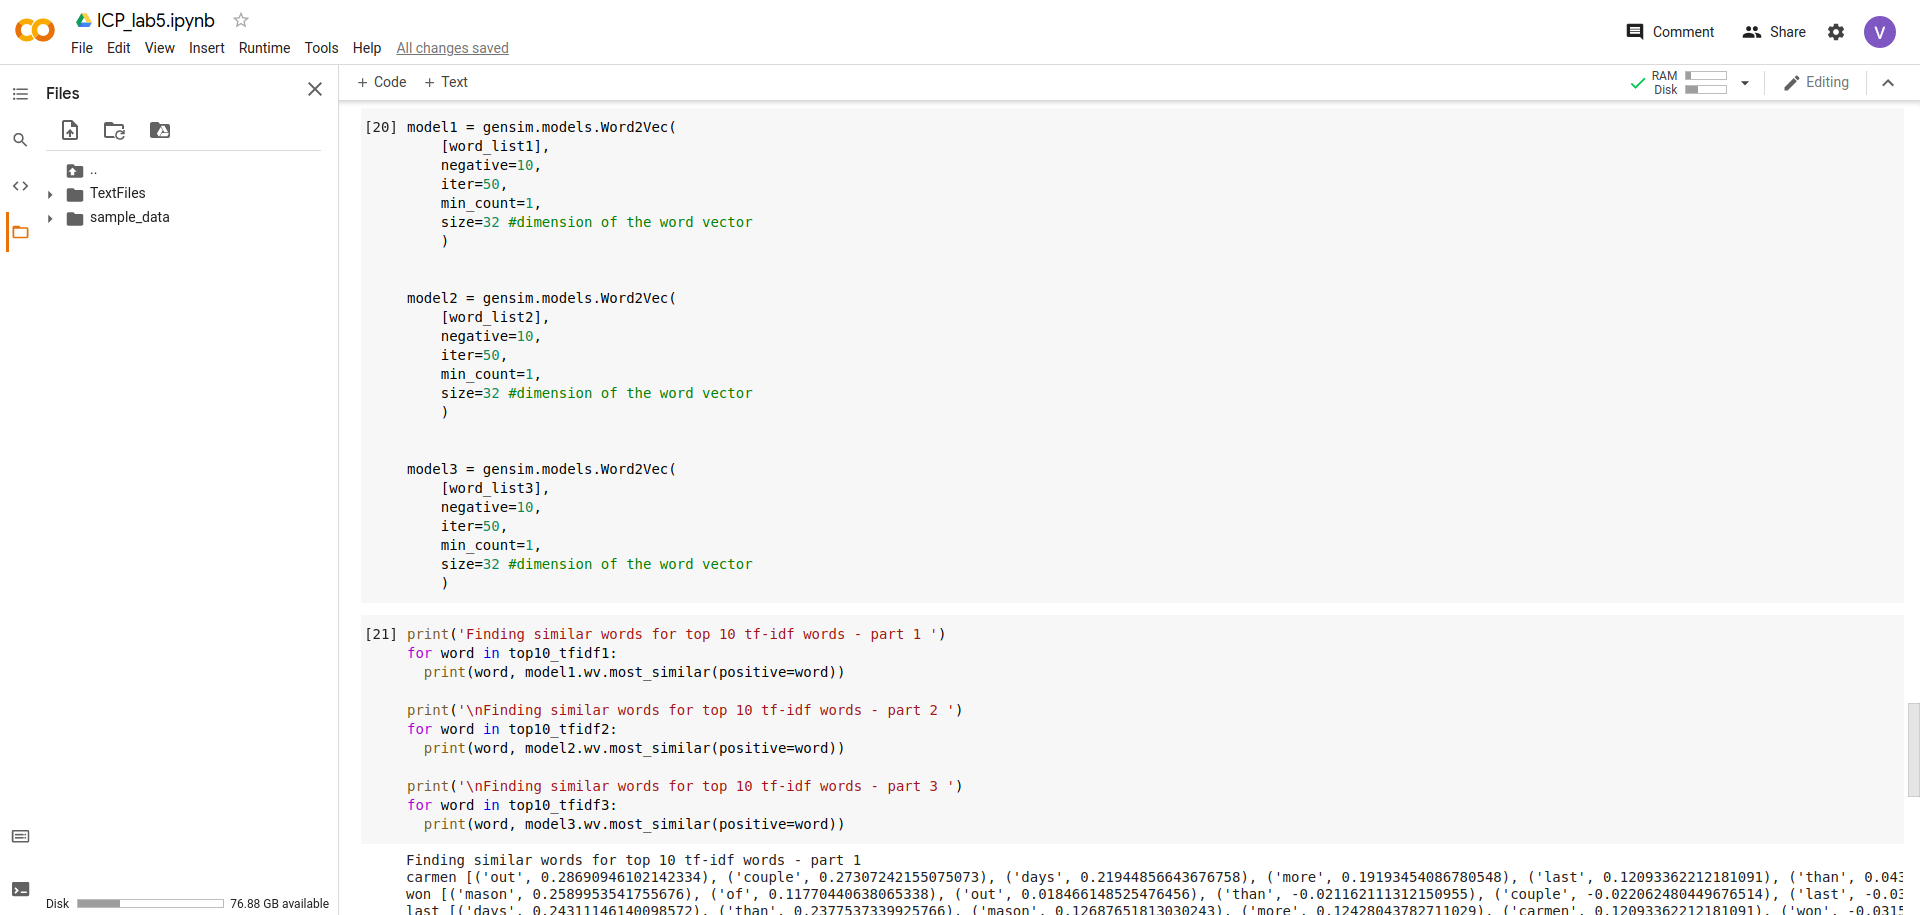 ICP_lab5.ipynb
File Edit View Insert Runtime Tools Help All changes saved
Comment Share V
Files
+ Code + Text
RAM
Disk
Editing
..
TextFiles
sample_data
[20] model1 = gensim.models.Word2Vec(
[word_list1],
negative=10,
iter=50,
min_count=1,
size=32 #dimension of the word vector
)
model2 = gensim.models.Word2Vec(
[word_list2],
negative=10,
iter=50,
min_count=1,
size=32 #dimension of the word vector
)
model3 = gensim.models.Word2Vec(
[word_list3],
negative=10,
iter=50,
min_count=1,
size=32 #dimension of the word vector
)
[21] print('Finding similar words for top 10 tf-idf words - part 1 ')
for word in top10_tfidf1:
print(word, model1.wv.most_similar(positive=word))
print('\nFinding similar words for top 10 tf-idf words - part 2 ')
for word in top10_tfidf2:
print(word, model2.wv.most_similar(positive=word))
print('\nFinding similar words for top 10 tf-idf words - part 3 ')
for word in top10_tfidf3:
print(word, model3.wv.most_similar(positive=word))
Finding similar words for top 10 tf-idf words - part 1
carmen [('out', 0.28690946102142334), ('couple', 0.27307242155075073), ('days', 0.21944856643676758), ('more', 0.19193454086780548), ('last', 0.12093362212181091), ('than', 0.043
won [('mason', 0.2589953541755676), ('of', 0.11770440638065338), ('out', 0.018466148525476456), ('than', -0.021162111312150955), ('couple', -0.022062480449676514), ('last', -0.03
last [('days', 0.24311146140098572), ('than', 0.2377537339925766), ('mason', 0.12687651813030243), ('more', 0.12428043782711029), ('carmen', 0.12093362212181091), ('won', -0.0315
Disk 76.88 GB available